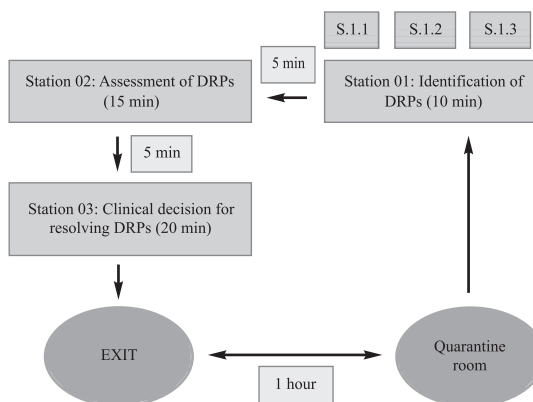 S.1.1 S.1.2 S.1.3
5 min
Station 02: Assessment of DRPs
(15 min)
Station 01: Identification of
DRPs (10 min)
5 min
Station 03: Clinical decision for
resolving DRPs (20 min)
EXIT
Quarantine
room
1 hour